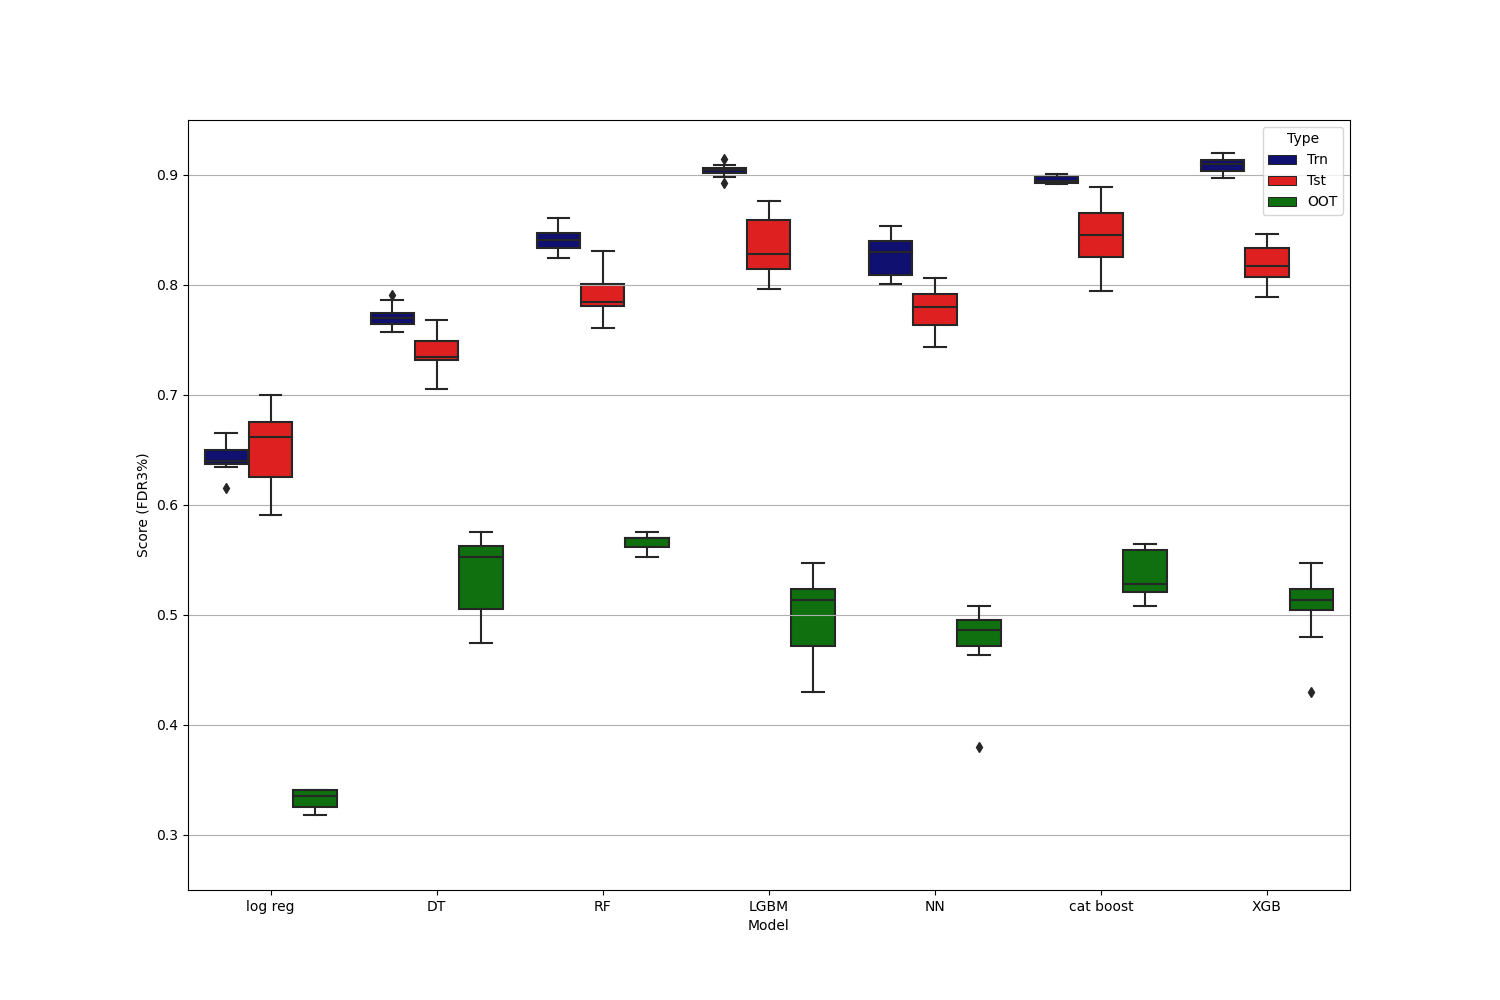 Type
Trn
Tst
OOT
0.9
0.8
0.7
0.6
0.5
0.4
0.3
Score (FDR3%)
log reg DT RF LGBM NN cat boost XGB
Model